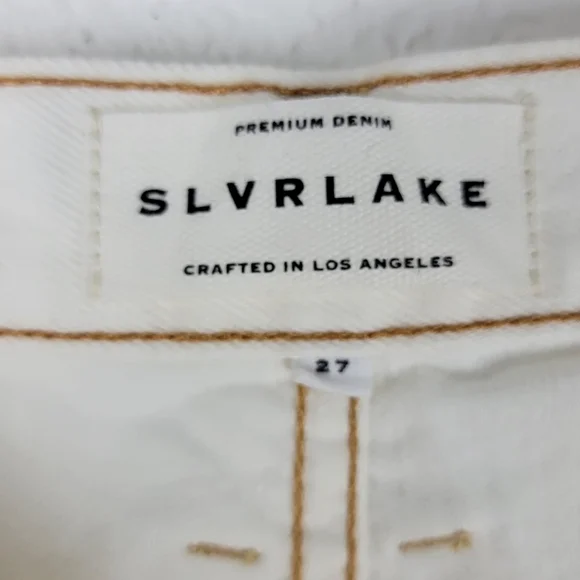 PREMIUM DENIM
SLVRLAKE
CRAFTED IN LOS ANGELES
27